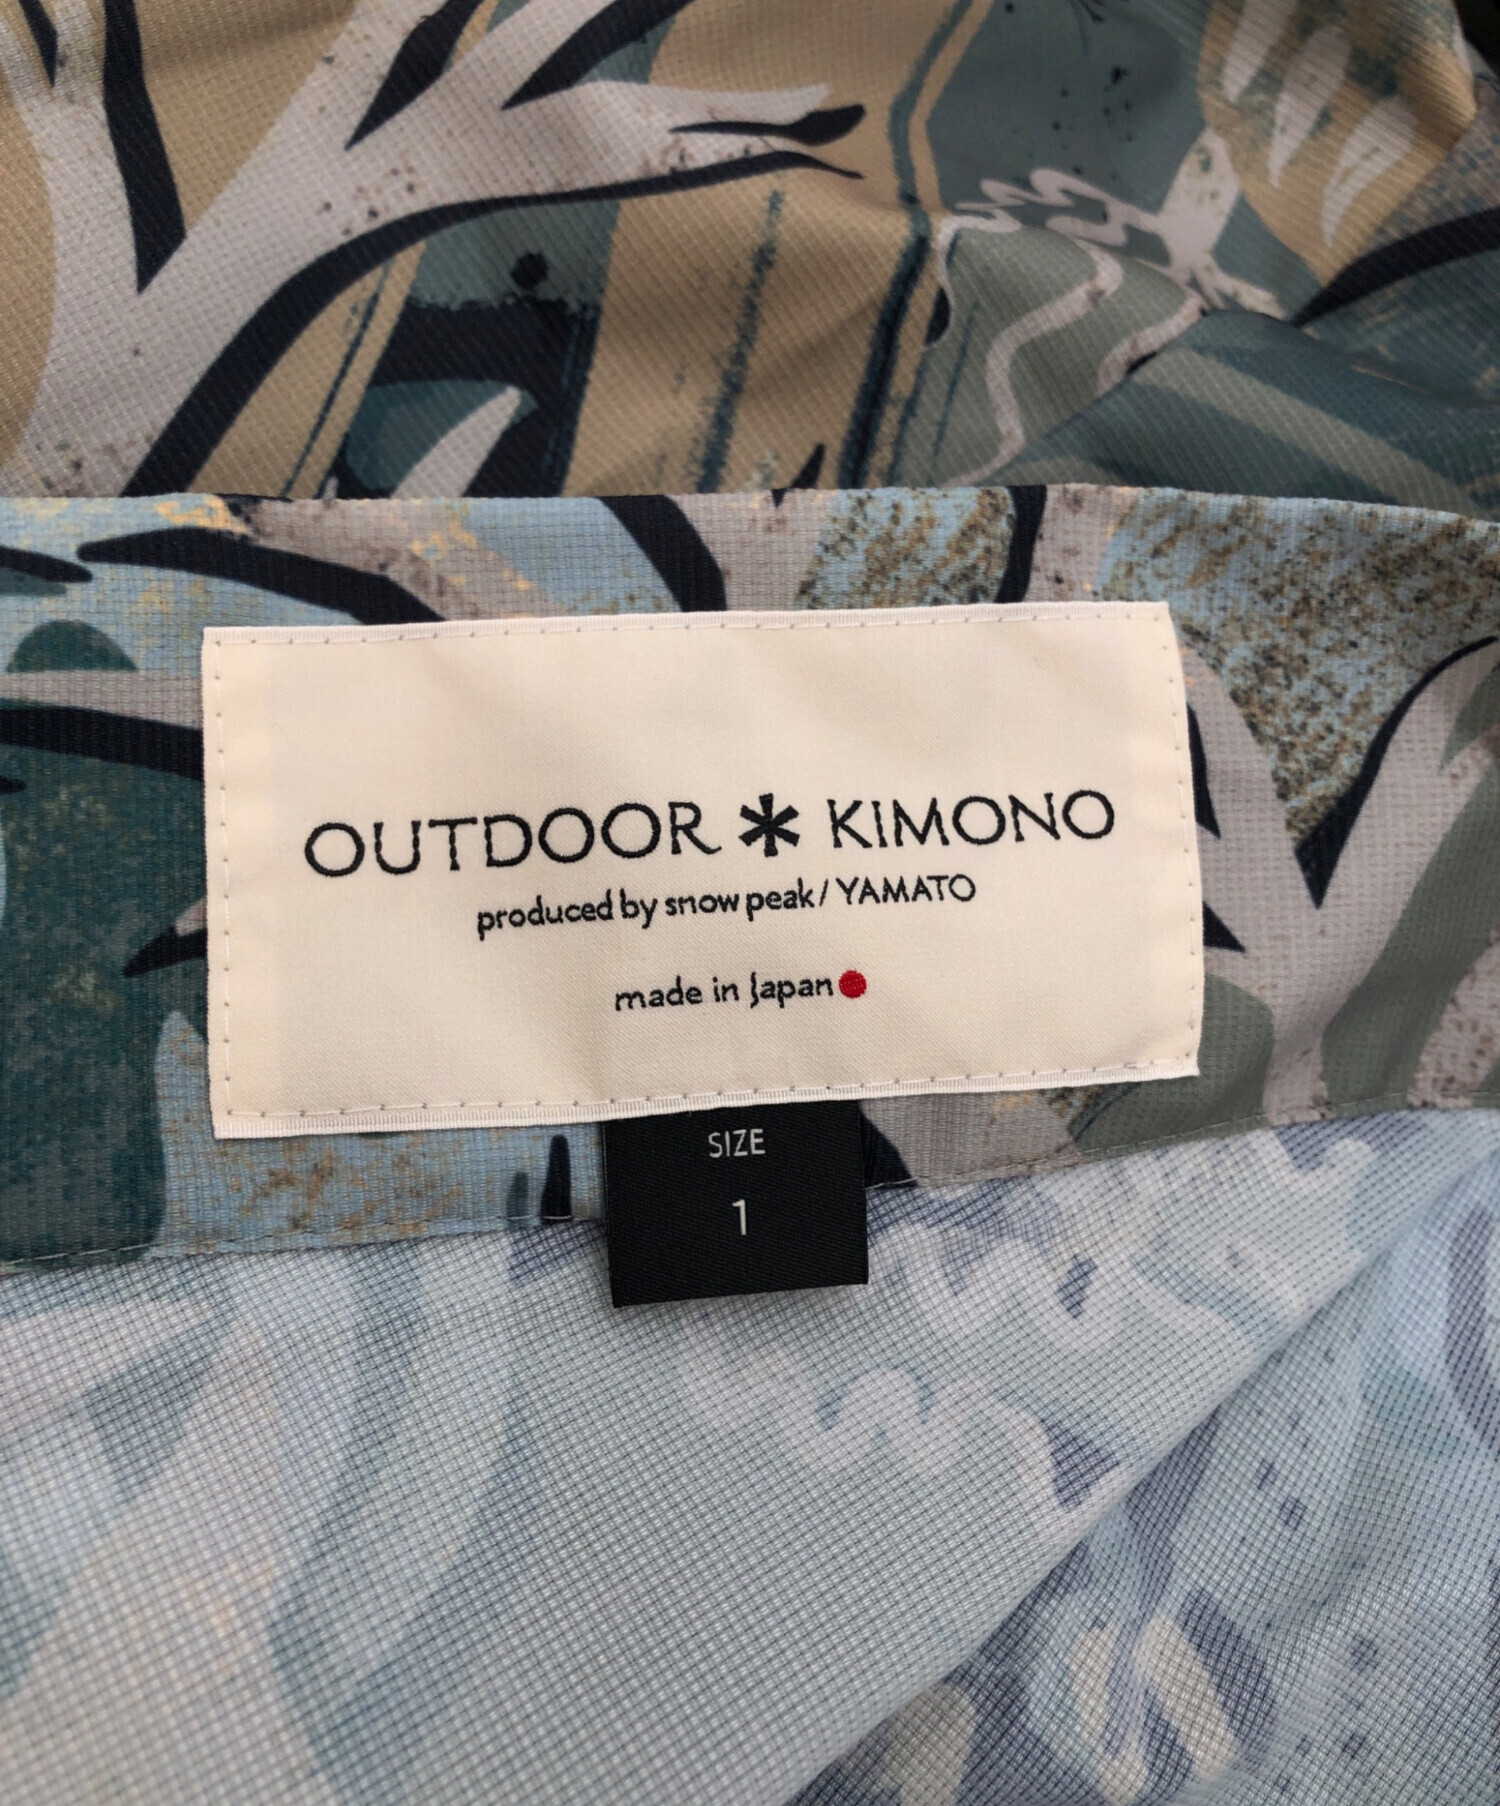 OUTDOOR * KIMONO
produced by snow peak / YAMATO
made in Japan
SIZE
1